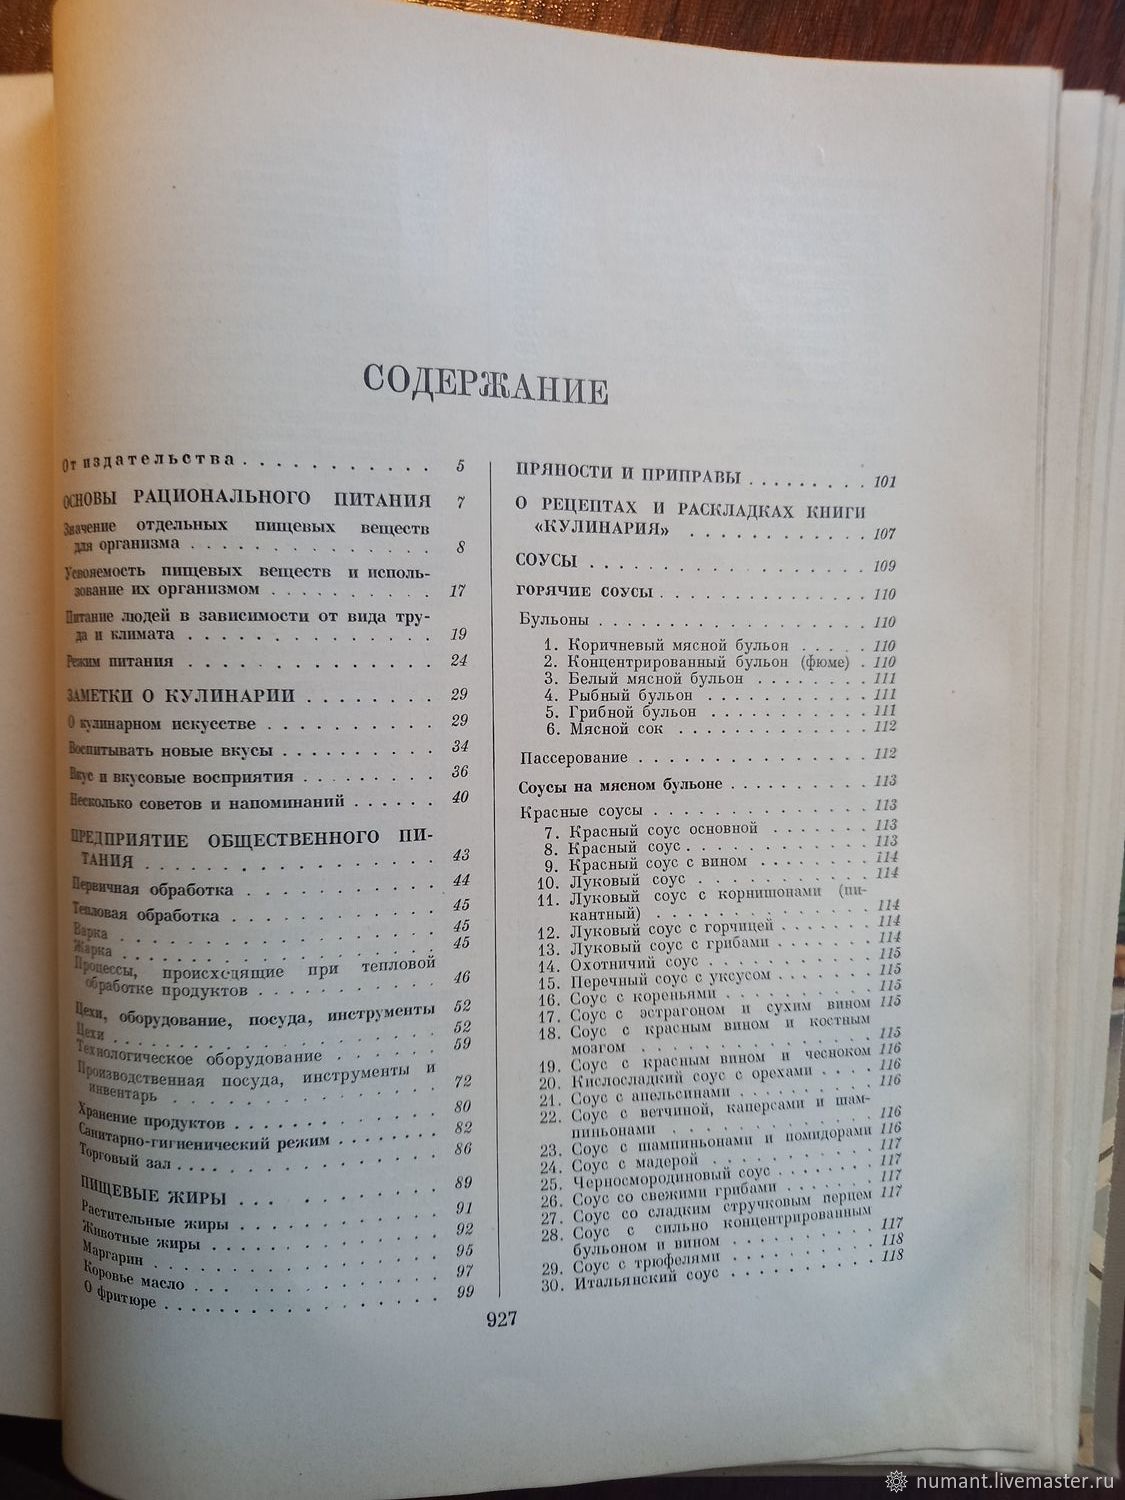 СОДЕРЖАНИЕ
От издательства . . . . . . . . . . . 5
ОСНОВЫ РАЦИОНАЛЬНОГО ПИТАНИЯ 7
Значение отдельных пищевых веществ
для организма . . . . . . . . . . . . . 8
Усвояемость пищевых веществ и исполь-
зование их организмом . . . . . . . . . . 17
Питание людей в зависимости от вида тру-
да и климата . . . . . . . . . . . . . 19
Режим питания . . . . . . . . . . . . . 24
ЗАМЕТКИ О КУЛИНАРИИ . . . . . . . 29
О кулинарном искусстве . . . . . . . . . 29
Воспитывать новые вкусы . . . . . . . . . 34
Вкус и вкусовые восприятия . . . . . . . . 36
Несколько советов и напоминаний . . . . . . 40
ПРЕДПРИЯТИЕ ОБЩЕСТВЕННОГО ПИ-
ТАНИЯ . . . . . . . . . . . . . . 43
Первичная обработка . . . . . . . . . . 44
Тепловая обработка . . . . . . . . . . . 45
Варка . . . . . . . . . . . . . . . . 45
Жарка . . . . . . . . . . . . . . . . 45
Процессы, происходящие при тепловой
обработке продуктов . . . . . . . . . . 46
Цехи, оборудование, посуда, инструменты 52
Цехи . . . . . . . . . . . . . . . . 52
Технологическое оборудование . . . . . . 59
Производственная посуда, инструменты и
инвентарь . . . . . . . . . . . . . . 72
Хранение продуктов . . . . . . . . . . . 80
Санитарно-гигиенический режим . . . . . . . 82
Торговый зал . . . . . . . . . . . . . . 86
ПИЩЕВЫЕ ЖИРЫ . . . . . . . . . . 89
Растительные жиры . . . . . . . . . . . 91
Животные жиры . . . . . . . . . . . . . 92
Маргарин . . . . . . . . . . . . . . . 95
Коровье масло . . . . . . . . . . . . . 97
О фритюре . . . . . . . . . . . . . . . 99
ПРЯНОСТИ И ПРИПРАВЫ . . . . . . . . . 101
О РЕЦЕПТАХ И РАСКЛАДКАХ КНИГИ
«КУЛИНАРИЯ» . . . . . . . . . . . . 107
СОУСЫ . . . . . . . . . . . . . . . . . 109
ГОРЯЧИЕ СОУСЫ . . . . . . . . . . . . . 110
Бульоны . . . . . . . . . . . . . . . . . 110
1. Коричневый мясной бульон . . . . . 110
2. Концентрированный бульон (фюме) . 110
3. Белый мясной бульон . . . . . . . . 111
4. Рыбный бульон . . . . . . . . . . . 111
5. Грибной бульон . . . . . . . . . . . 111
6. Мясной сок . . . . . . . . . . . . . 112
Пассерование . . . . . . . . . . . . . . 112
Соусы на мясном бульоне . . . . . . . . . 113
Красные соусы . . . . . . . . . . . . . . 113
7. Красный соус основной . . . . . . . 113
8. Красный соус . . . . . . . . . . . . 113
9. Красный соус с вином . . . . . . . . 114
10. Луковый соус . . . . . . . . . . . . 114
11. Луковый соус с корнишонами (пи-
кантный) . . . . . . . . . . . . . 114
12. Луковый соус с горчицей . . . . . . . 114
13. Луковый соус с грибами . . . . . . . 114
14. Охотничий соус . . . . . . . . . . . 115
15. Перечный соус с уксусом . . . . . . . 115
16. Соус с кореньями . . . . . . . . . . 115
17. Соус с эстрагоном и сухим вином 115
18. Соус с красным вином и костным
мозгом . . . . . . . . . . . . . . 115
19. Соус с красным вином и чесноком 116
20. Кислосладкий соус с орехами . . . . 116
21. Соус с апельсинами . . . . . . . . . 116
22. Соус с ветчиной, каперсами и шам-
пиньонами . . . . . . . . . . . . 116
23. Соус с шампиньонами и помидорами 116
24. Соус с мадерой . . . . . . . . . . . 117
25. Черносмородиновый соус . . . . . . . 117
26. Соус со свежими грибами . . . . . . . 117
27. Соус со сладким стручковым перцем 117
28. Соус с сильно концентрированным
бульоном и вином . . . . . . . . . 117
29. Соус с трюфелями . . . . . . . . . . 118
30. Итальянский соус . . . . . . . . . . 118
927
numant.livemaster.ru